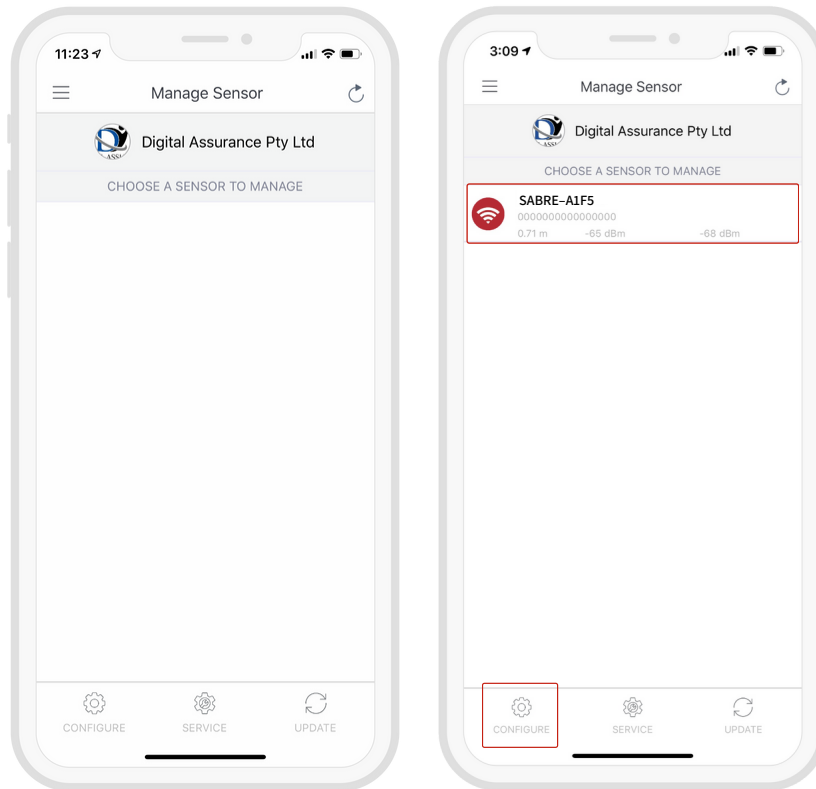 11:23
Manage Sensor
Digital Assurance Pty Ltd
CHOOSE A SENSOR TO MANAGE
CONFIGURE SERVICE UPDATE
3:09
Manage Sensor
Digital Assurance Pty Ltd
CHOOSE A SENSOR TO MANAGE
SABRE–A1F5
0000000000000000
0.71 m -65 dBm -68 dBm
CONFIGURE SERVICE UPDATE